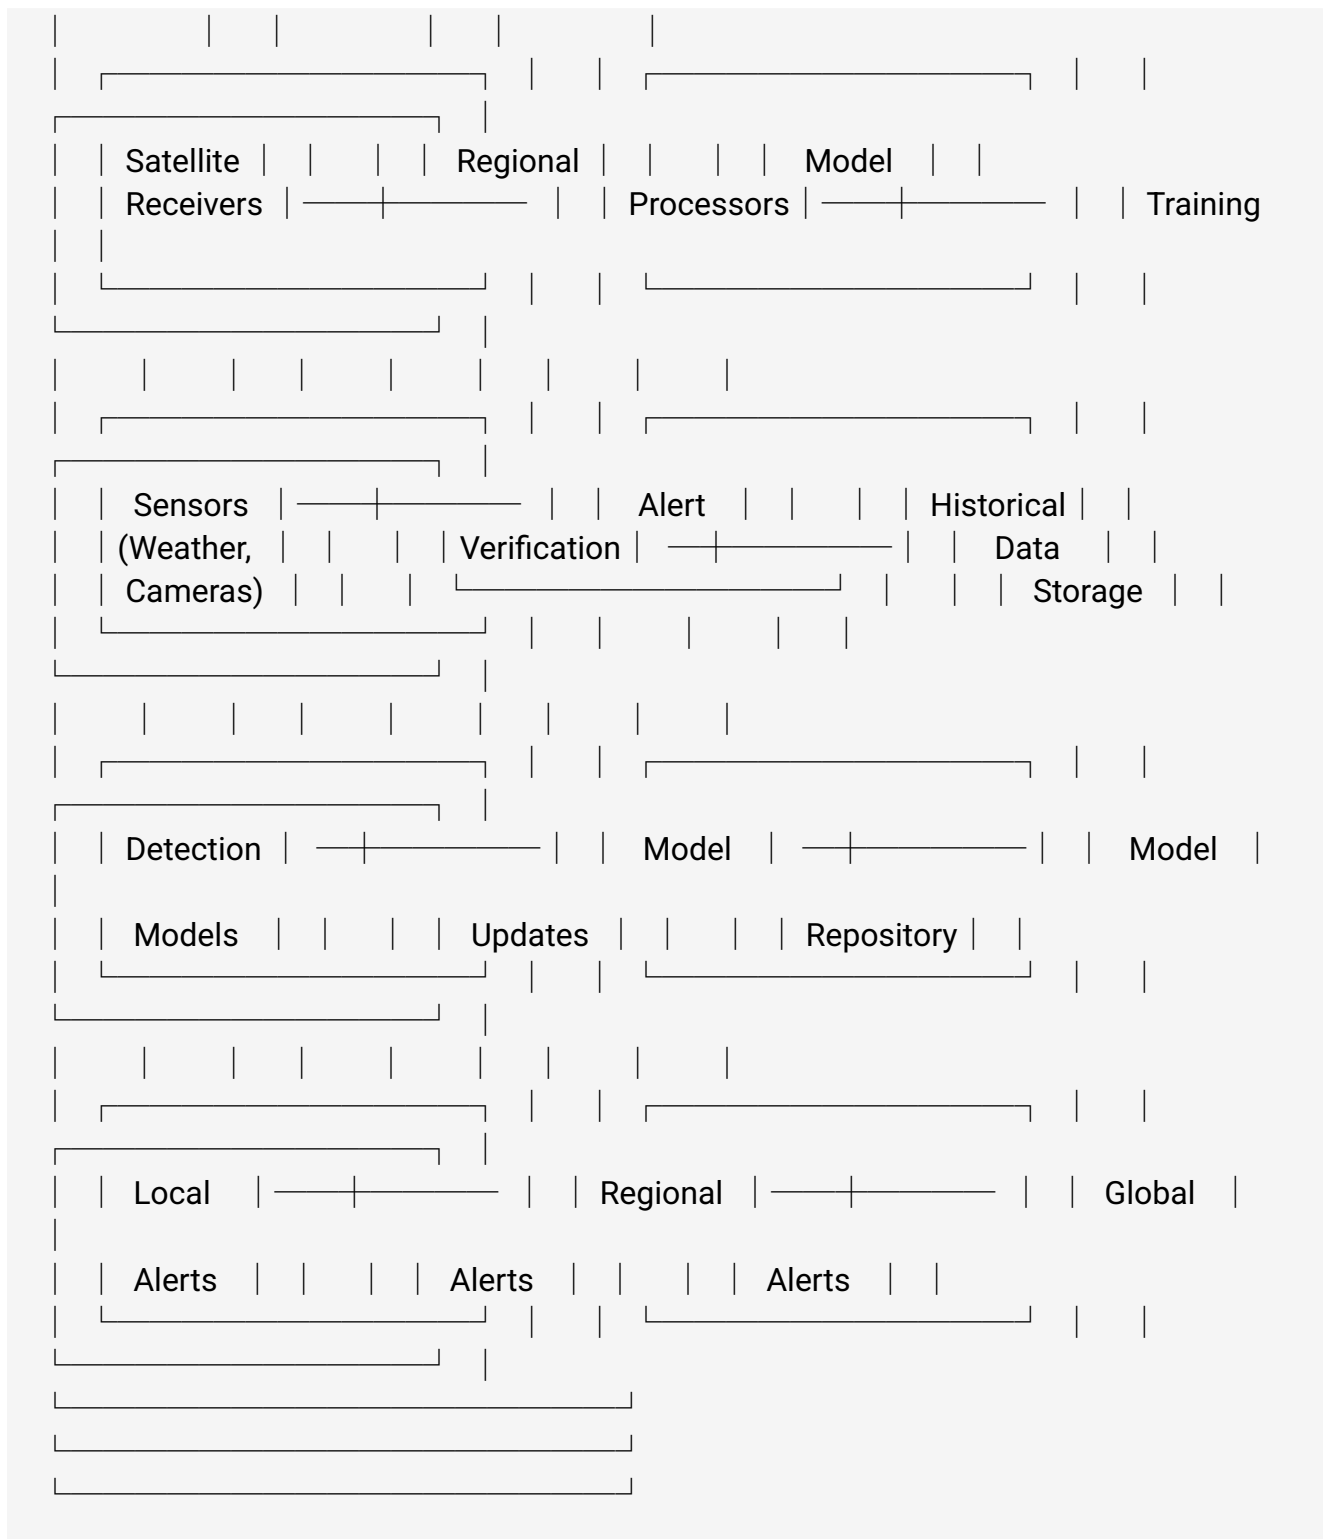 Satellite Regional Model
Receivers Processors Training
Sensors Alert Historical
(Weather, Verification Data
Cameras) Storage
Detection Model Model
Models Updates Repository
Local Regional Global
Alerts Alerts Alerts